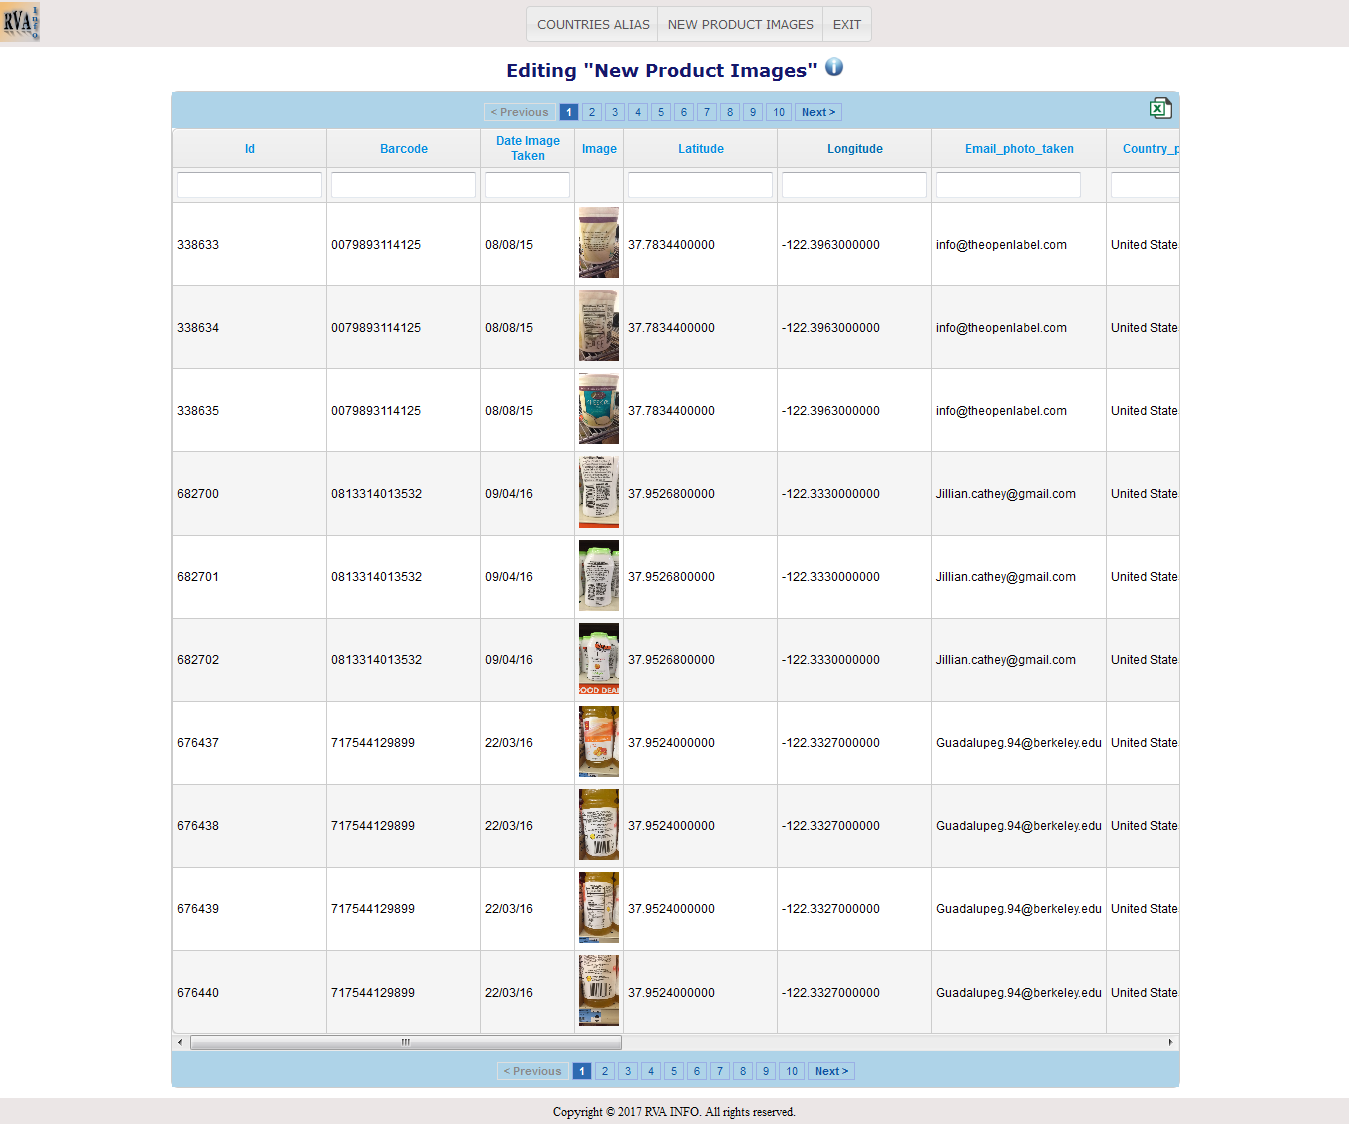 RVA Info
COUNTRIES ALIAS NEW PRODUCT IMAGES EXIT
Editing "New Product Images"
< Previous 1 2 3 4 5 6 7 8 9 10 Next >
Id Barcode Date Image Taken Image Latitude Longitude Email_photo_taken Country_p
338633 0079893114125 08/08/15 37.7834400000 -122.3963000000 info@theopenlabel.com United State
338634 0079893114125 08/08/15 37.7834400000 -122.3963000000 info@theopenlabel.com United State
338635 0079893114125 08/08/15 37.7834400000 -122.3963000000 info@theopenlabel.com United State
682700 0813314013532 09/04/16 37.9526800000 -122.3330000000 Jillian.cathey@gmail.com United State
682701 0813314013532 09/04/16 37.9526800000 -122.3330000000 Jillian.cathey@gmail.com United State
682702 0813314013532 09/04/16 OOD DEAL 37.9526800000 -122.3330000000 Jillian.cathey@gmail.com United State
676437 717544129899 22/03/16 37.9524000000 -122.3327000000 Guadalupeg.94@berkeley.edu United State
676438 717544129899 22/03/16 37.9524000000 -122.3327000000 Guadalupeg.94@berkeley.edu United State
676439 717544129899 22/03/16 37.9524000000 -122.3327000000 Guadalupeg.94@berkeley.edu United State
676440 717544129899 22/03/16 37.9524000000 -122.3327000000 Guadalupeg.94@berkeley.edu United State
< Previous 1 2 3 4 5 6 7 8 9 10 Next >
Copyright © 2017 RVA INFO. All rights reserved.